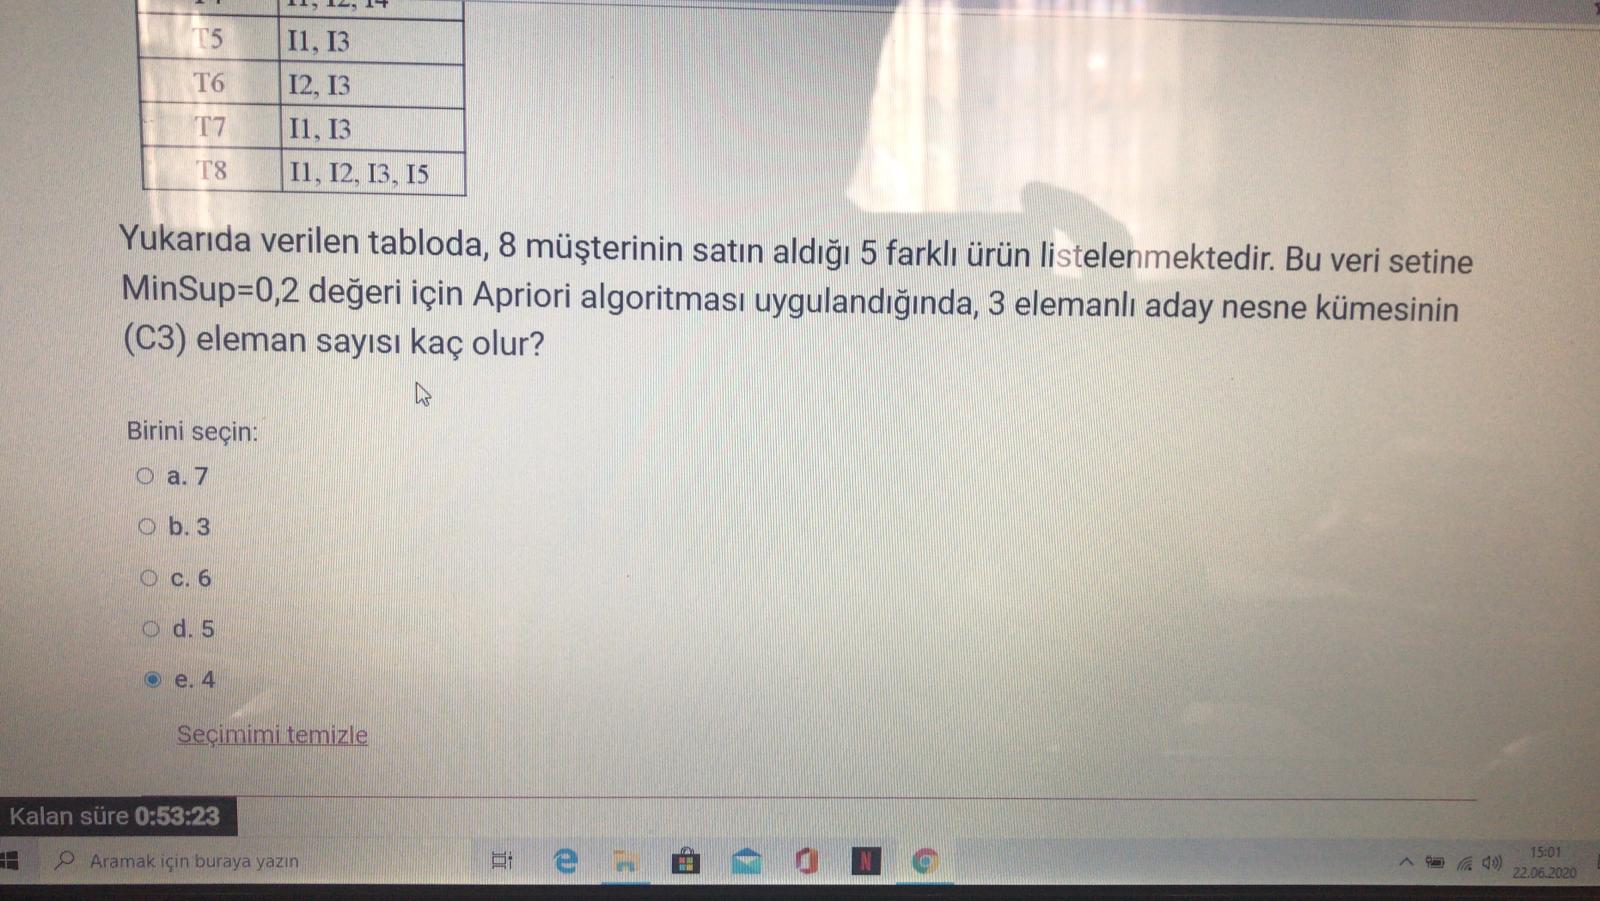 I1, I2, I4
T5 I1, I3
T6 I2, I3
T7 I1, I3
T8 I1, I2, I3, I5
Yukarıda verilen tabloda, 8 müşterinin satın aldığı 5 farklı ürün listelenmektedir. Bu veri setine
MinSup=0,2 değeri için Apriori algoritması uygulandığında, 3 elemanlı aday nesne kümesinin
(C3) eleman sayısı kaç olur?
Birini seçin:
a. 7
b. 3
c. 6
d. 5
e. 4
Seçimimi temizle
Kalan süre 0:53:23
Aramak için buraya yazın
N
15:01
22.06.2020